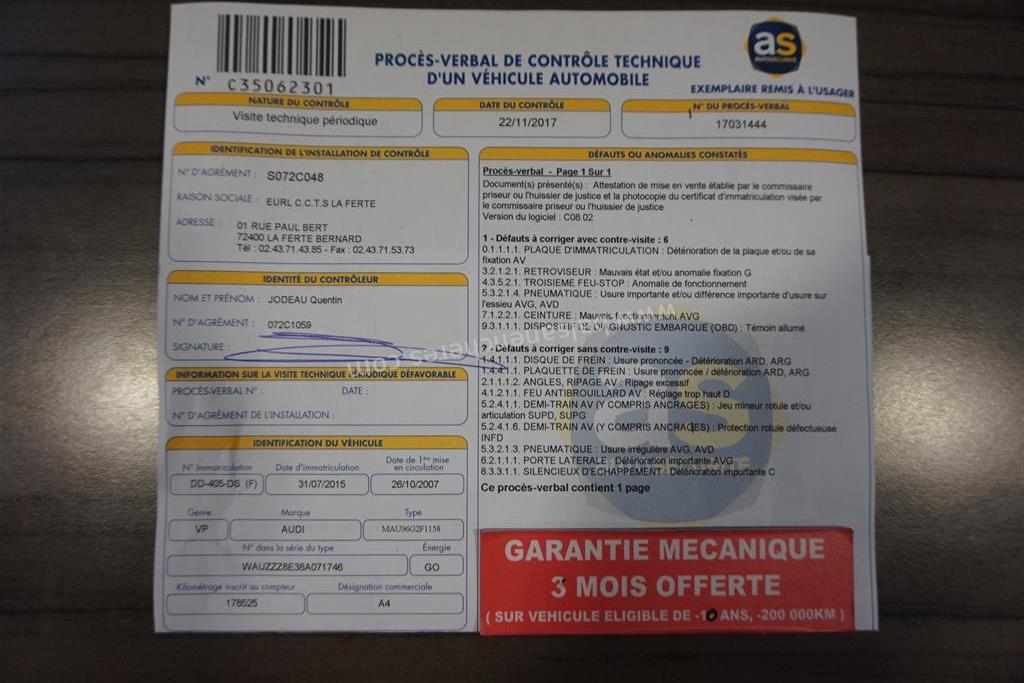 as
AUTOSÉCURITÉ
PROCÈS-VERBAL DE CONTRÔLE TECHNIQUE
D'UN VÉHICULE AUTOMOBILE
N° C35062301
EXEMPLAIRE REMIS À L'USAGER
NATURE DU CONTRÔLE
Visite technique périodique
DATE DU CONTRÔLE
22/11/2017
N° DU PROCÈS-VERBAL
17031444
IDENTIFICATION DE L'INSTALLATION DE CONTRÔLE
N° D'AGRÉMENT : S072C048
RAISON SOCIALE : EURL C.C.T.S LA FERTE
ADRESSE :
01 RUE PAUL BERT
72400 LA FERTE BERNARD
Tél : 02.43.71.43.85 - Fax : 02.43.71.53.73
IDENTITÉ DU CONTRÔLEUR
NOM ET PRÉNOM : JODEAU Quentin
N° D'AGRÉMENT : 072C1059
SIGNATURE :
INFORMATION SUR LA VISITE TECHNIQUE PÉRIODIQUE DÉFAVORABLE
PROCÈS-VERBAL N° : DATE :
N° D'AGRÉMENT DE L'INSTALLATION :
IDENTIFICATION DU VÉHICULE
N° Immatriculation
DD-405-DS (F)
Date d'immatriculation
31/07/2015
Date de 1ère mise
en circulation
26/10/2007
Genre
VP
Marque
AUDI
Type
MAU96G2F1158
N° dans la série du type
WAUZZZ8E38A071746
Énergie
GO
Kilométrage inscrit au compteur
178525
Désignation commerciale
A4
DÉFAUTS OU ANOMALIES CONSTATÉS
Procès-verbal - Page 1 Sur 1
Document(s) présenté(s) : Attestation de mise en vente établie par le commissaire
priseur ou l'huissier de justice et la photocopie du certificat d'immatriculation visée par
le commissaire priseur ou l'huissier de justice
Version du logiciel : C08.02
1 - Défauts à corriger avec contre-visite : 6
0.1.1.1.1. PLAQUE D'IMMATRICULATION : Détérioration de la plaque et/ou de sa
fixation AV
3.2.1.2.1. RETROVISEUR : Mauvais état et/ou anomalie fixation G
4.3.5.2.1. TROISIEME FEU-STOP : Anomalie de fonctionnement
5.3.2.1.4. PNEUMATIQUE : Usure importante et/ou différence importante d'usure sur
l'essieu AVG, AVD
7.1.2.2.1. CEINTURE : Mauvais fonctionnement AVG
9.3.1.1.1. DISPOSITIF DE DIAGNOSTIC EMBARQUE (OBD) : Témoin allumé
2 - Défauts à corriger sans contre-visite : 9
1.4.1.1.1. DISQUE DE FREIN : Usure prononcée - Détérioration ARD, ARG
1.4.4.1.1. PLAQUETTE DE FREIN : Usure prononcée / détérioration ARD, ARG
2.1.1.1.2. ANGLES, RIPAGE AV : Ripage excessif
4.1.2.1.1. FEU ANTIBROUILLARD AV : Réglage trop haut D
5.2.4.1.1. DEMI-TRAIN AV (Y COMPRIS ANCRAGES) : Jeu mineur rotule et/ou
articulation SUPD, SUPG
5.2.4.1.6. DEMI-TRAIN AV (Y COMPRIS ANCRAGES) : Protection rotule défectueuse
INFD
5.3.2.1.3. PNEUMATIQUE : Usure irrégulière AVG, AVD
6.2.1.1.1. PORTE LATERALE : Détérioration importante AVG
8.3.3.1.1. SILENCIEUX D'ECHAPPEMENT : Détérioration importante C
Ce procès-verbal contient 1 page
GARANTIE MECANIQUE
3 MOIS OFFERTE
( SUR VEHICULE ELIGIBLE DE -10 ANS, -200 000KM )